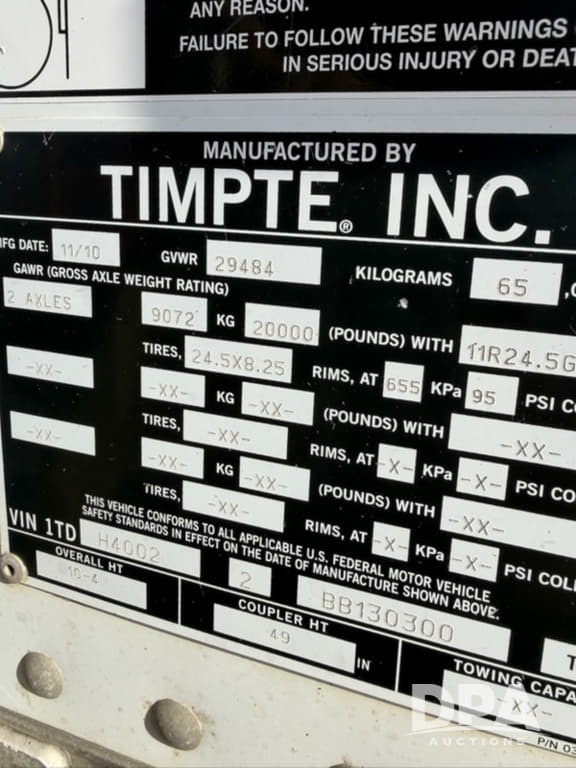 ANY REASON.
FAILURE TO FOLLOW THESE WARNINGS
IN SERIOUS INJURY OR DEAT
MANUFACTURED BY
TIMPTE® INC.
MFG DATE: 11/10 GVWR 29484 KILOGRAMS 65
GAWR (GROSS AXLE WEIGHT RATING)
2 AXLES 9072 KG 20000 (POUNDS) WITH 11R24.5G
TIRES, 24.5X8.25 RIMS, AT 655 KPa 95 PSI CO
-XX- -XX- KG -XX- (POUNDS) WITH -XX-
TIRES, -XX- RIMS, AT -X- KPa -X- PSI CO
-XX- -XX- KG -XX- (POUNDS) WITH -XX-
TIRES, -XX- RIMS, AT -X- KPa -X- PSI COL
THIS VEHICLE CONFORMS TO ALL APPLICABLE U.S. FEDERAL MOTOR VEHICLE
SAFETY STANDARDS IN EFFECT ON THE DATE OF MANUFACTURE SHOWN ABOVE.
VIN 1TD H4002 2 BB130300 T
OVERALL HT COUPLER HT TOWING CAPA
10-4 49 IN XX-
P/N 03
DPA
AUCTIONS